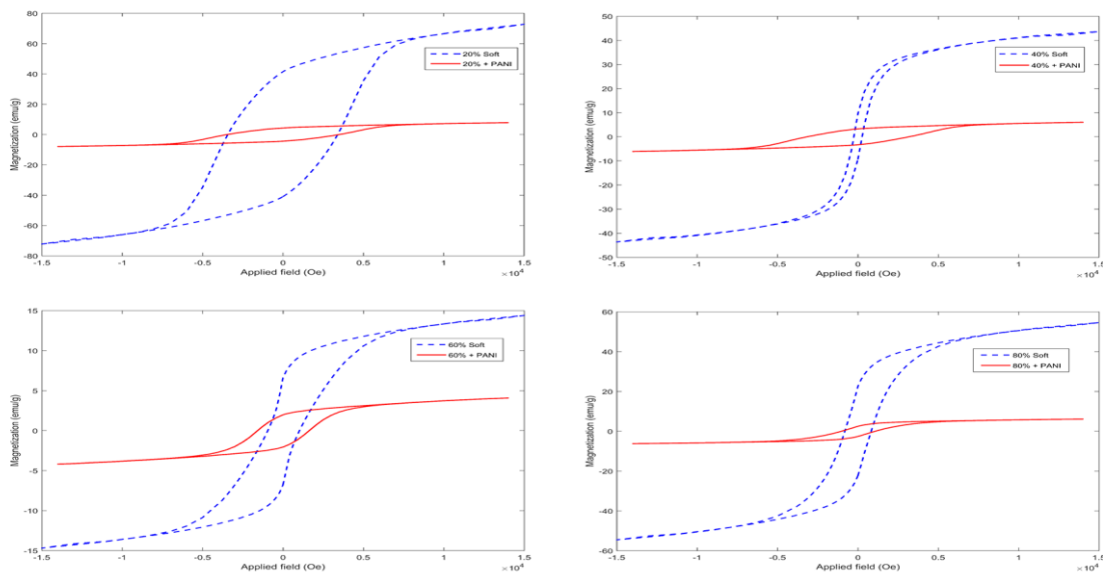 80
60
40
20
0
-20
-40
-60
-80
Magnetization (emu/g)
20% Soft
20% + PANI
-1.5 -1 -0.5 0 0.5 1 1.5
Applied field (Oe)
×10⁴
50
40
30
20
10
0
-10
-20
-30
-40
-50
Magnetization (emu/g)
40% Soft
40% + PANI
-1.5 -1 -0.5 0 0.5 1 1.5
Applied field (Oe)
×10⁴
15
10
5
0
-5
-10
-15
Magnetization (emu/g)
60% Soft
60% + PANI
-1.5 -1 -0.5 0 0.5 1 1.5
Applied field (Oe)
×10⁴
60
40
20
0
-20
-40
-60
Magnetization (emu/g)
80% Soft
80% + PANI
-1.5 -1 -0.5 0 0.5 1 1.5
Applied field (Oe)
×10⁴